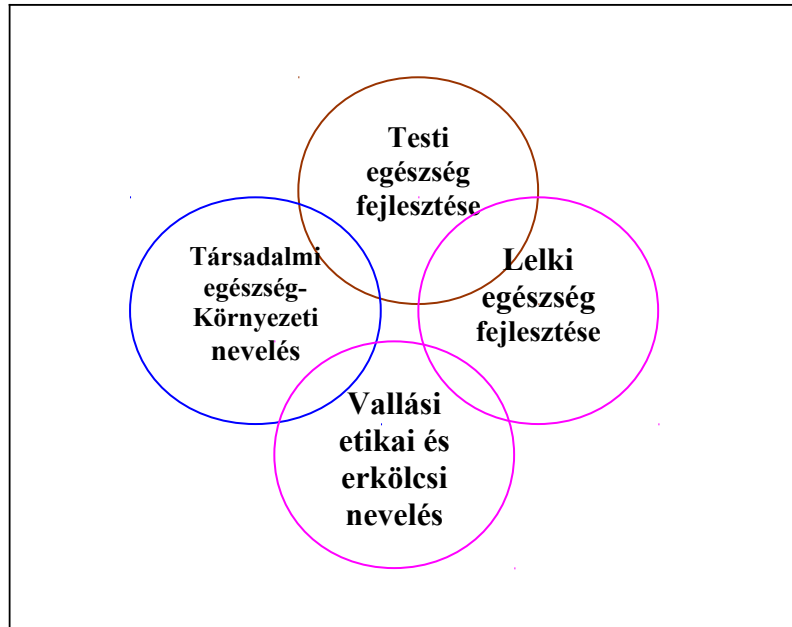 Testi
egészség
fejlesztése
Társadalmi
egészség-
Környezeti
nevelés
Lelki
egészség
fejlesztése
Vallási
etikai és
erkölcsi
nevelés